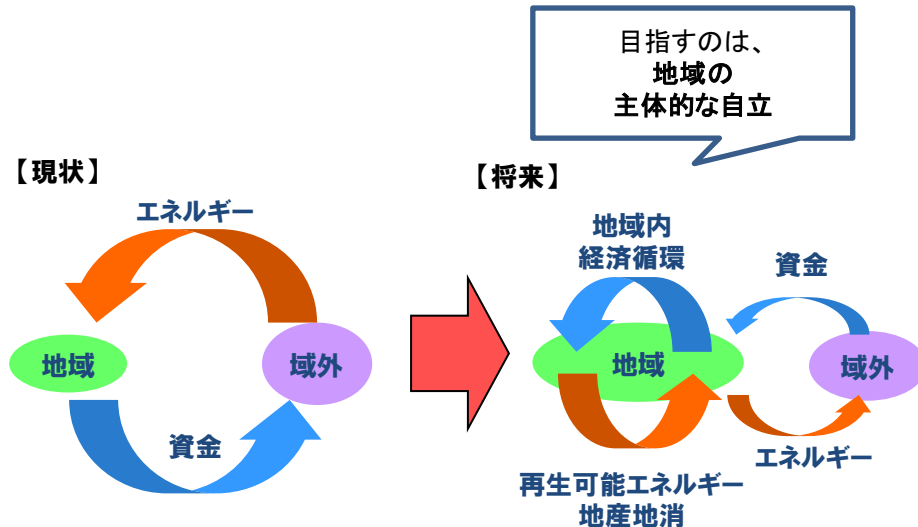 目指すのは、
地域の
主体的な自立
【現状】
エネルギー
地域
域外
資金
【将来】
地域内
経済循環
資金
地域
域外
エネルギー
再生可能エネルギー
地産地消